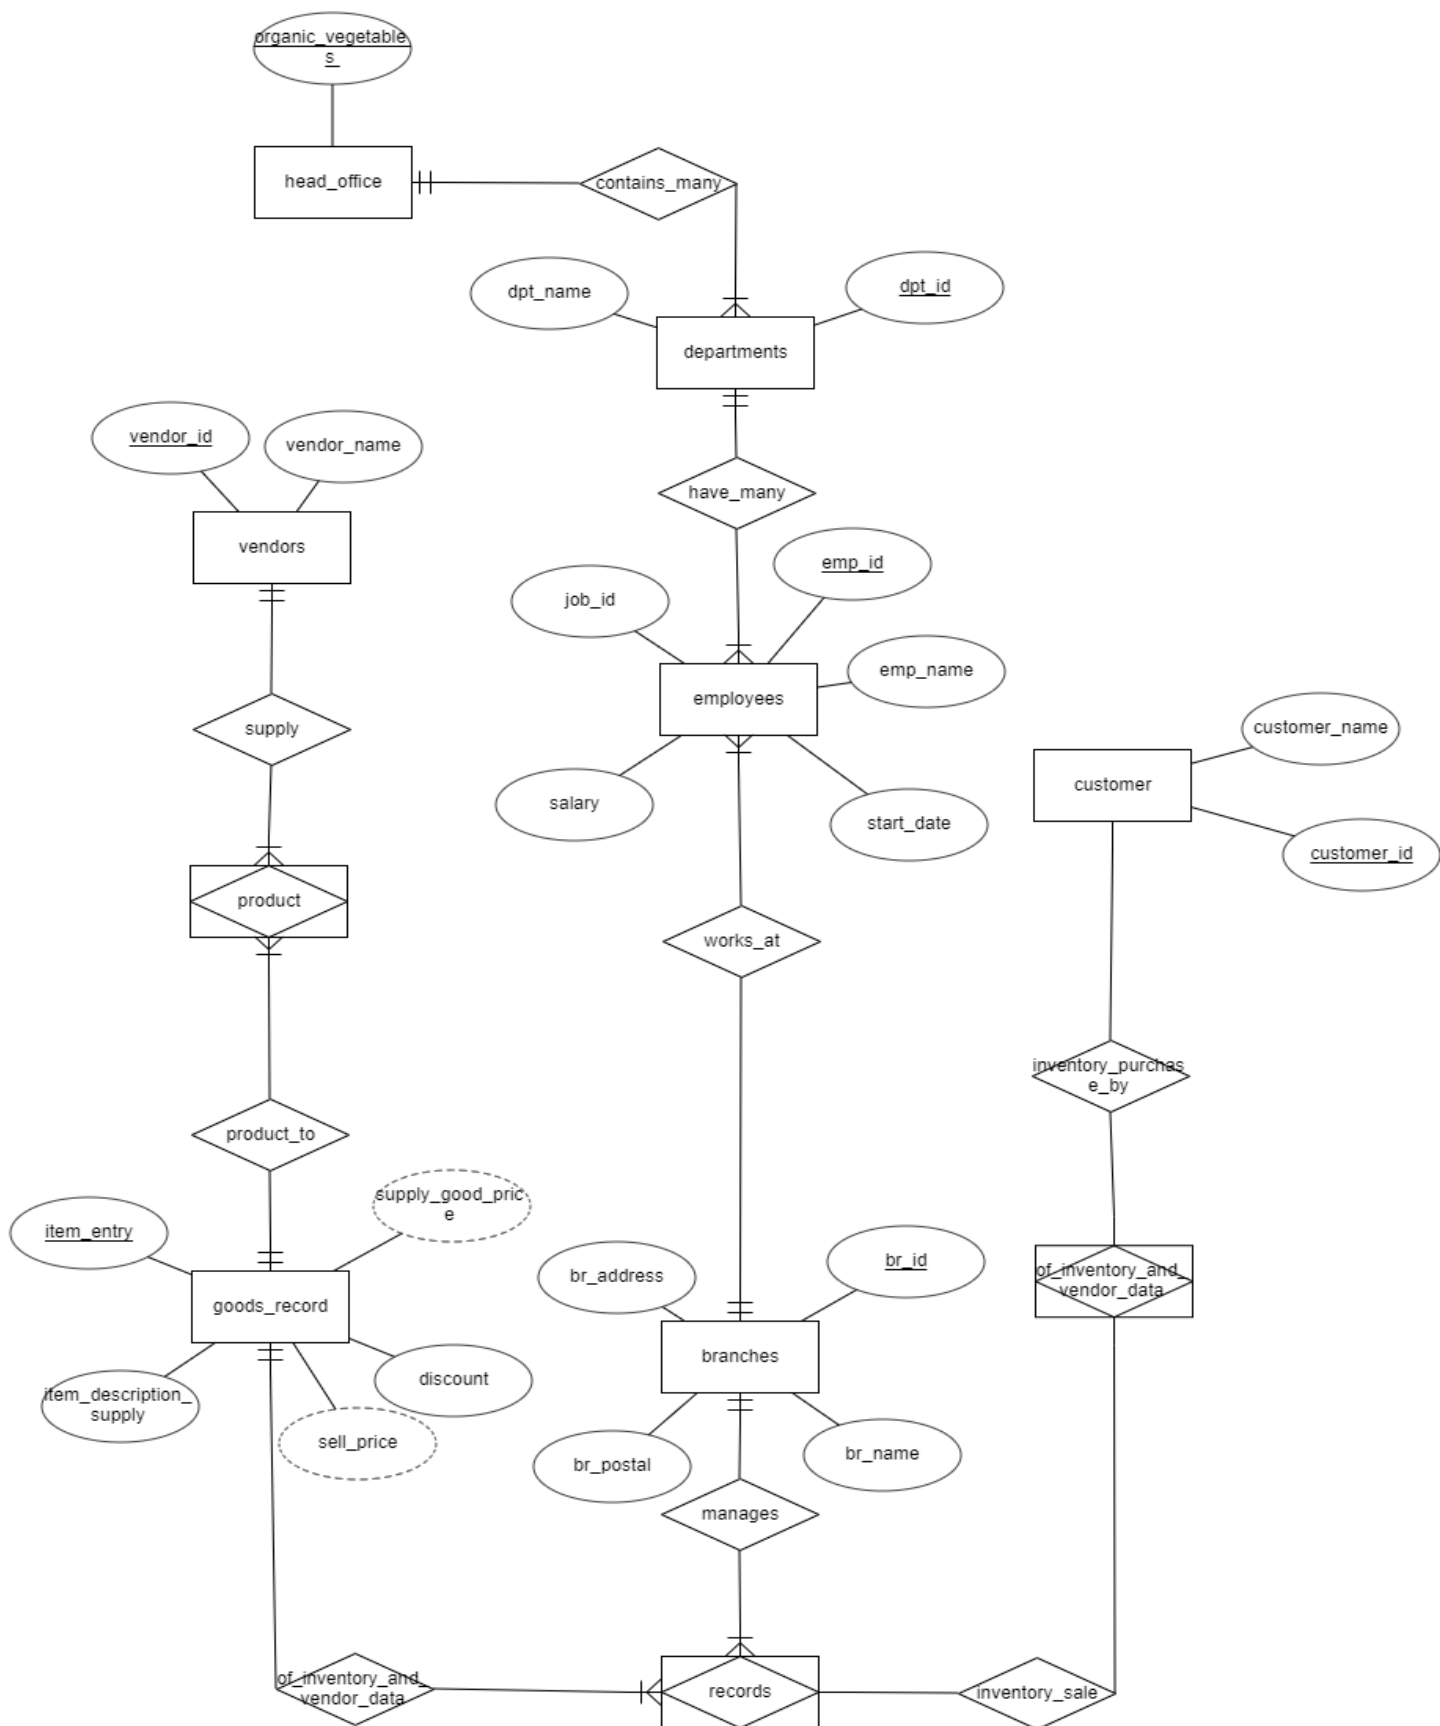 organic_vegetable
s
head_office
contains_many
dpt_name
dpt_id
departments
vendor_id
vendor_name
have_many
vendors
emp_id
job_id
emp_name
employees
supply
customer_name
customer
salary
start_date
customer_id
product
works_at
inventory_purchas
e_by
product_to
supply_good_pric
e
item_entry
br_address
br_id
of_inventory_and_
vendor_data
goods_record
branches
discount
item_description_
supply
sell_price
br_postal
br_name
manages
of_inventory_and_
vendor_data
records
inventory_sale